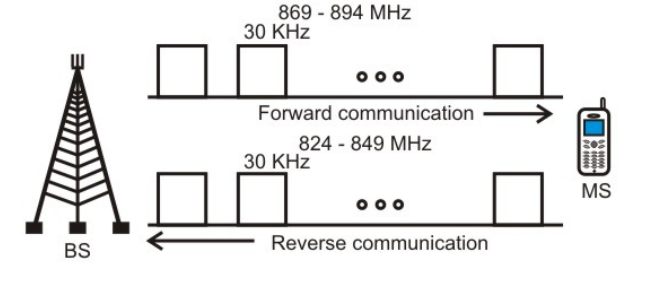 869 - 894 MHz
30 KHz
Forward communication
824 - 849 MHz
30 KHz
MS
Reverse communication
BS